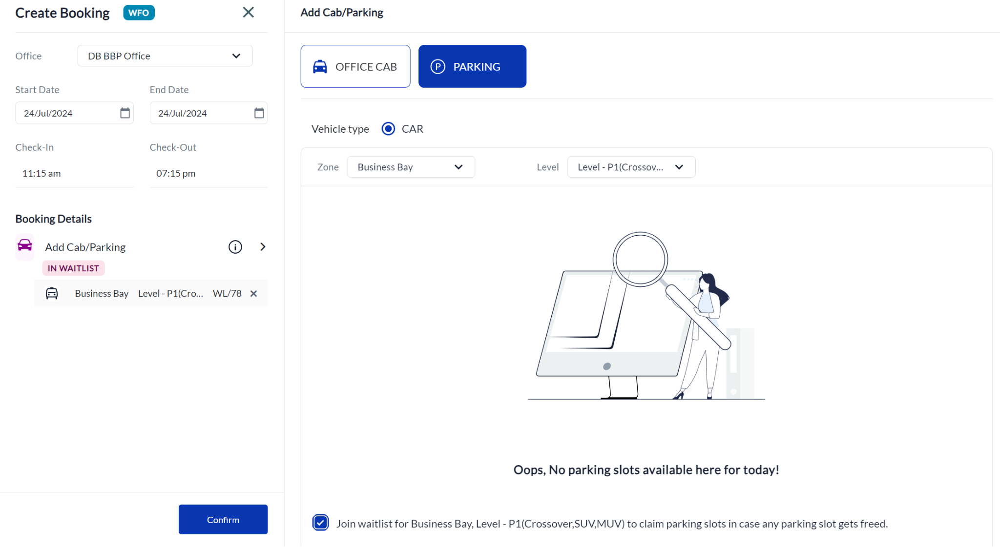 Create Booking WFO
Office DB BBP Office
Start Date End Date
24/Jul/2024 24/Jul/2024
Check-In Check-Out
11:15 am 07:15 pm
Booking Details
Add Cab/Parking
IN WAITLIST
Business Bay Level - P1(Cro... WL/78
Confirm
Add Cab/Parking
OFFICE CAB P PARKING
Vehicle type CAR
Zone Business Bay Level Level - P1(Crossov...
Oops, No parking slots available here for today!
Join waitlist for Business Bay, Level - P1(Crossover,SUV,MUV) to claim parking slots in case any parking slot gets freed.